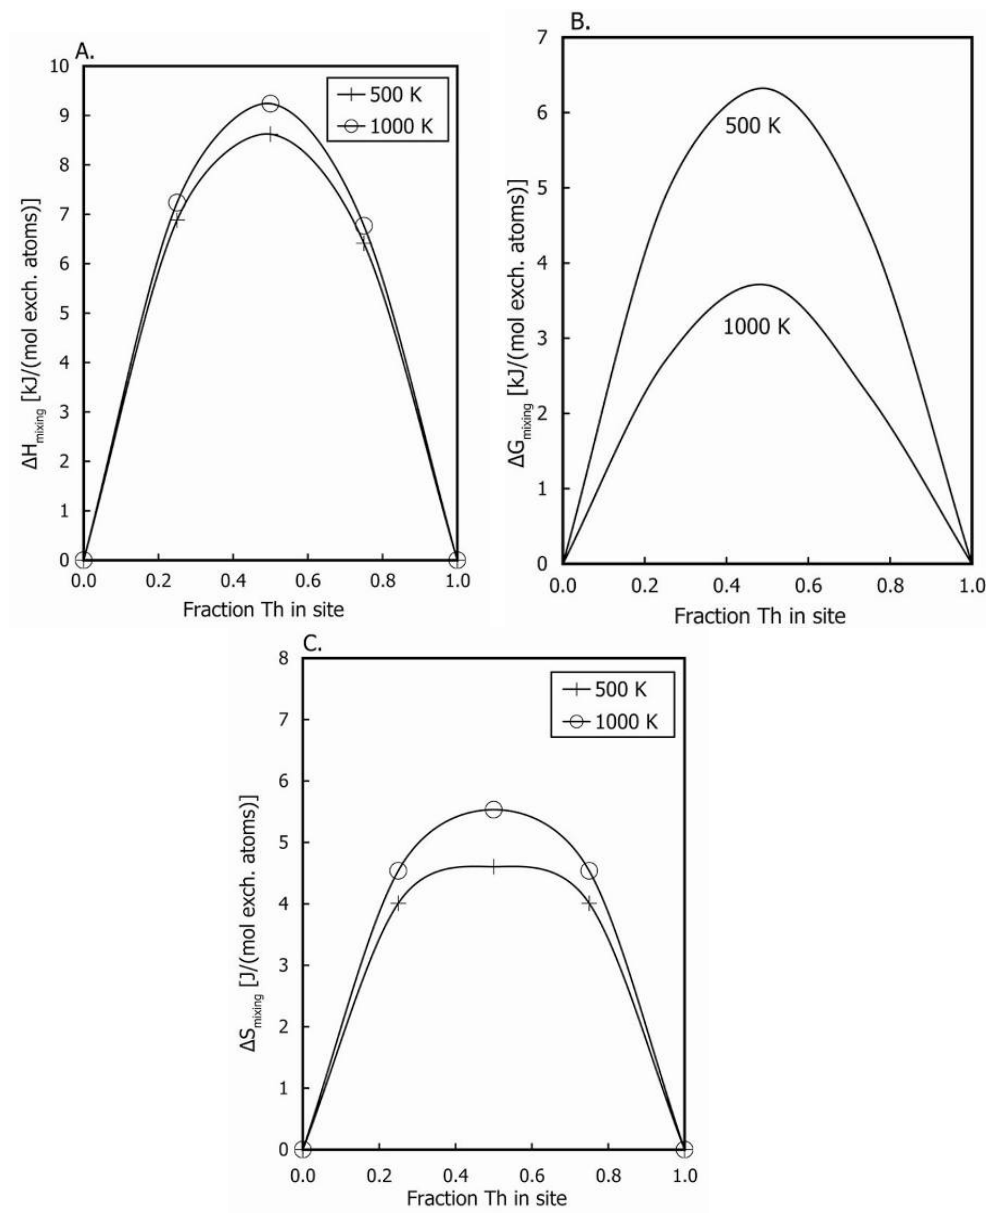 A.
10
9
8
7
6
5
4
3
2
1
0
ΔHmixing [kJ/(mol exch. atoms)]
500 K
1000 K
0.0 0.2 0.4 0.6 0.8 1.0
Fraction Th in site
B.
7
6
5
4
3
2
1
0
ΔGmixing [kJ/(mol exch. atoms)]
500 K
1000 K
0.0 0.2 0.4 0.6 0.8 1.0
Fraction Th in site
C.
8
7
6
5
4
3
2
1
0
ΔSmixing [J/(mol exch. atoms)]
500 K
1000 K
0.0 0.2 0.4 0.6 0.8 1.0
Fraction Th in site